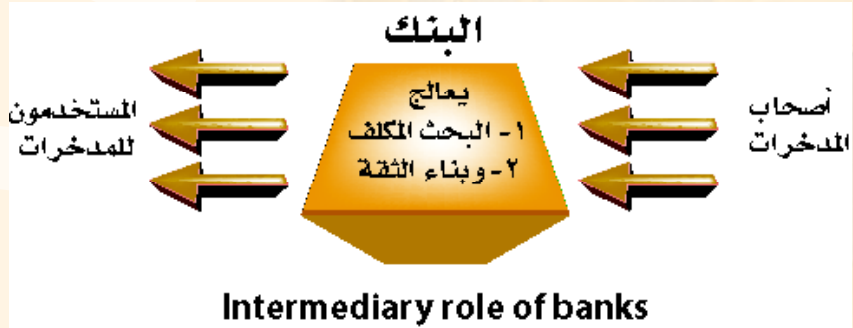 البنك
أصحاب
المدخرات
يعالج
١- البحث المكلف
٢- وبناء الثقة
المستخدمون
للمدخرات
Intermediary role of banks